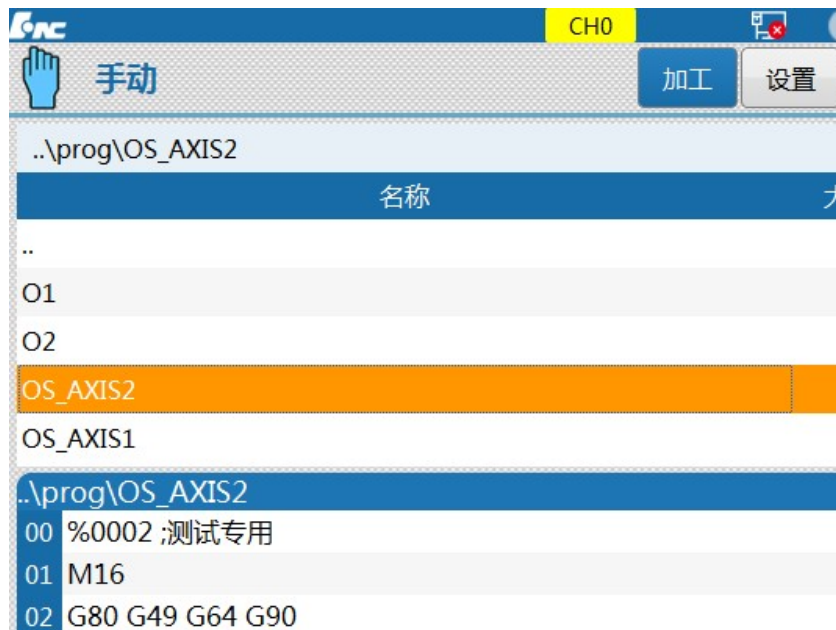 HNC CH0
手动 加工 设置
..\prog\OS_AXIS2
名称
..
O1
O2
OS_AXIS2
OS_AXIS1
..\prog\OS_AXIS2
00 %0002 ;测试专用
01 M16
02 G80 G49 G64 G90